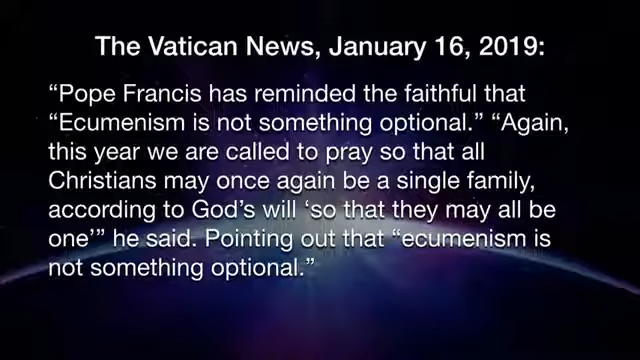 The Vatican News, January 16, 2019:
“Pope Francis has reminded the faithful that
“Ecumenism is not something optional.” “Again,
this year we are called to pray so that all
Christians may once again be a single family,
according to God’s will ‘so that they may all be
one’” he said. Pointing out that “ecumenism is
not something optional.”